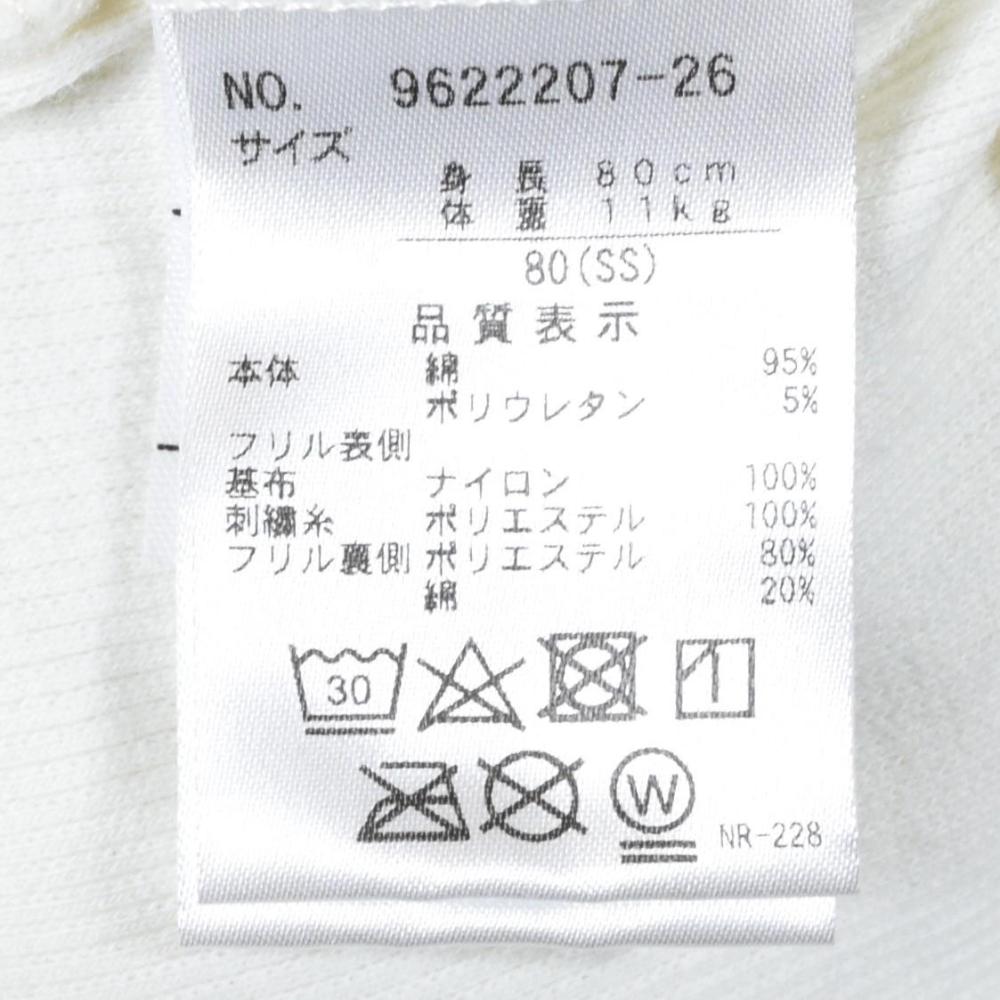 NO. 9622207-26
サイズ
身長 80cm
体重 11kg
80(SS)
品質表示
本体 綿 95%
ポリウレタン 5%
フリル表側
基布 ナイロン 100%
刺繍糸 ポリエステル 100%
フリル裏側 ポリエステル 80%
綿 20%
30
W
NR-228